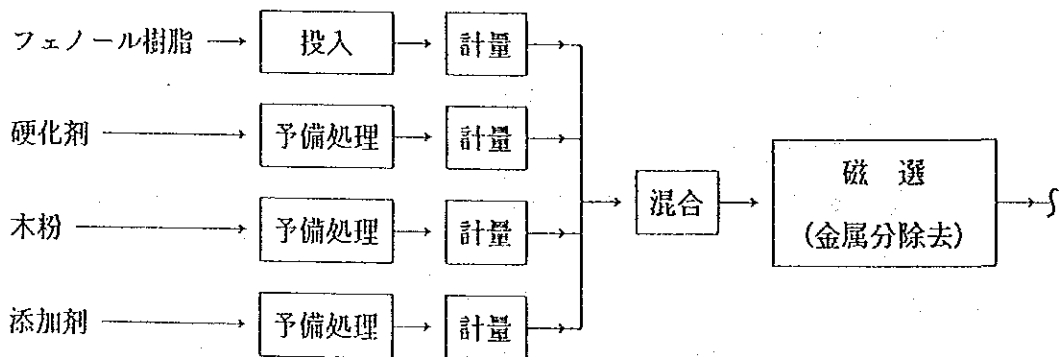 フェノール樹脂 投入 計量
硬化剤 予備処理 計量
木粉 予備処理 計量
添加剤 予備処理 計量
混合
磁選
(金属分除去)